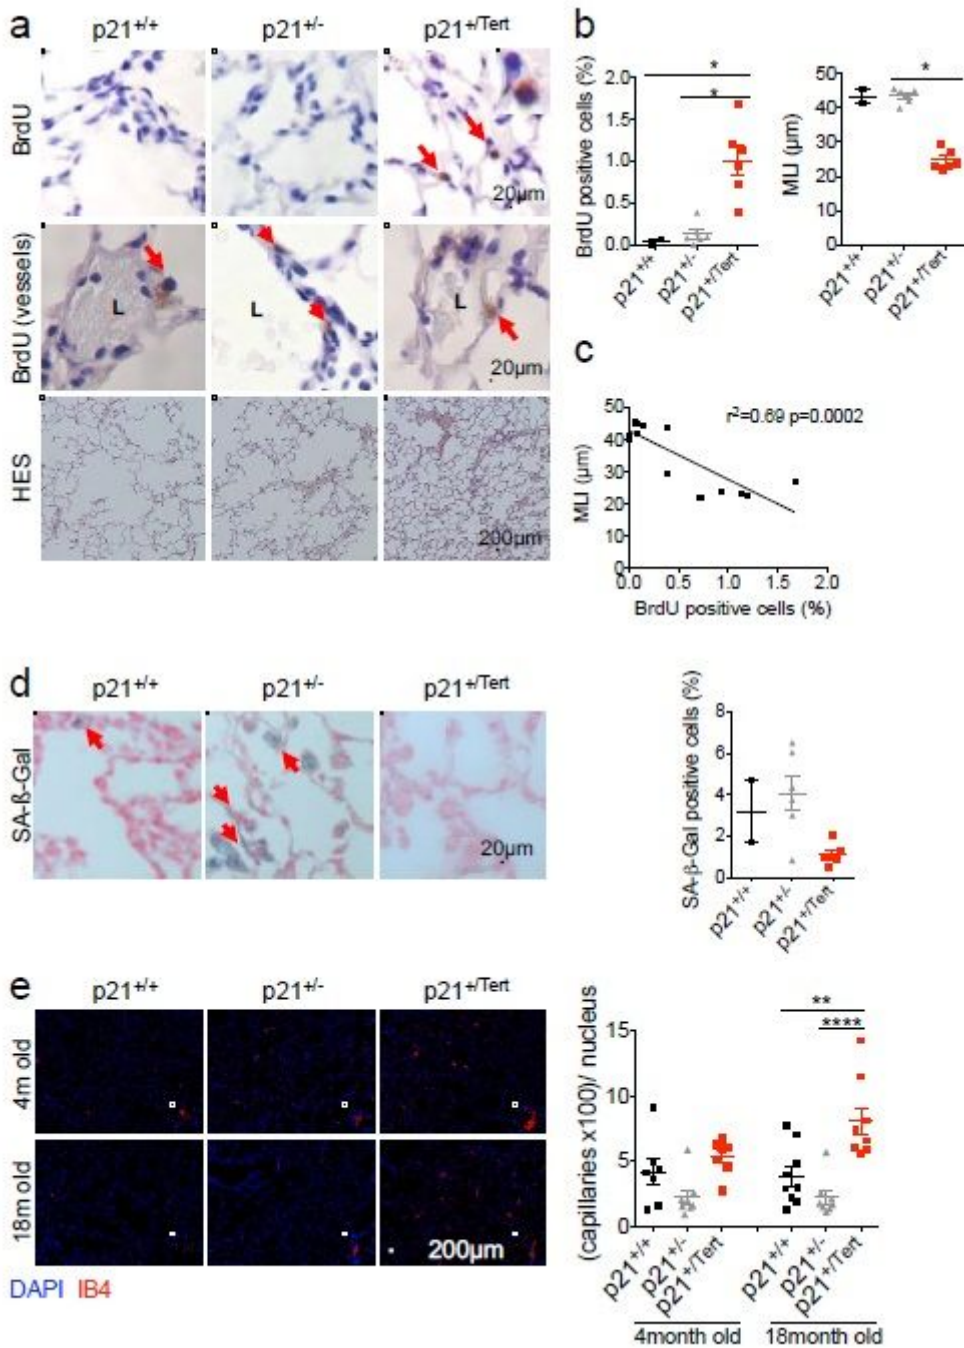 a
p21+/+ p21+/- p21+/Tert
BrdU
20µm
BrdU (vessels)
L L L
20µm
HES
200µm
b
BrdU positive cells (%)
2.0
1.5
1.0
0.5
0.0
*
*
p21+/+ p21+/- p21+/Tert
MLI (µm)
50
40
30
20
10
0
*
p21+/+ p21+/- p21+/Tert
c
MLI (µm)
50
40
30
20
10
0
r²=0.69 p=0.0002
0.0 0.5 1.0 1.5 2.0
BrdU positive cells (%)
d
p21+/+ p21+/- p21+/Tert
SA-ß-Gal
20µm
SA-β-Gal positive cells (%)
8
6
4
2
0
p21+/+ p21+/- p21+/Tert
e
p21+/+ p21+/- p21+/Tert
4m old
18m old
200µm
DAPI IB4
(capillaries x100)/ nucleus
15
10
5
0
**
****
p21+/+ p21+/- p21+/Tert p21+/+ p21+/- p21+/Tert
4month old 18month old